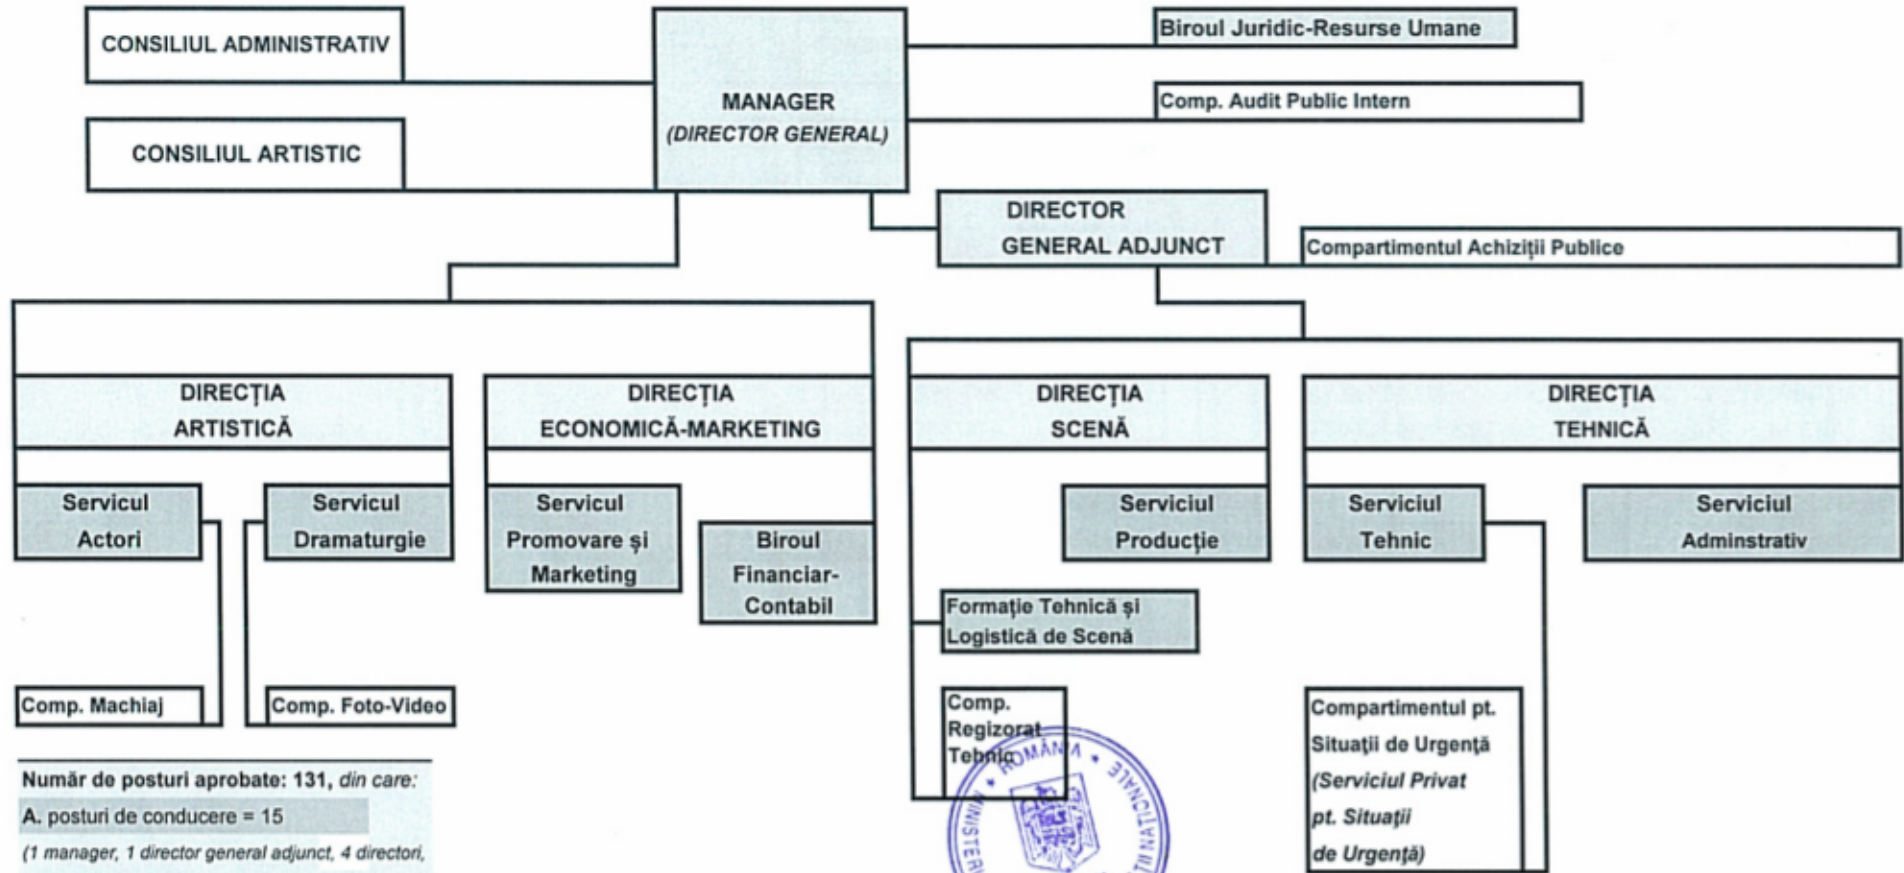 CONSILIUL ADMINISTRATIV
CONSILIUL ARTISTIC
MANAGER
(DIRECTOR GENERAL)
Biroul Juridic-Resurse Umane
Comp. Audit Public Intern
DIRECTOR
GENERAL ADJUNCT
Compartimentul Achiziții Publice
DIRECȚIA
ARTISTICĂ
DIRECȚIA
ECONOMICĂ-MARKETING
DIRECȚIA
SCENĂ
DIRECȚIA
TEHNICĂ
Servicul
Actori
Servicul
Dramaturgie
Servicul
Promovare și
Marketing
Biroul
Financiar-
Contabil
Serviciul
Producție
Serviciul
Tehnic
Serviciul
Adminstrativ
Formație Tehnică și
Logistică de Scenă
Comp. Machiaj
Comp. Foto-Video
Comp.
Regizorat
Tehnic
Compartimentul pt.
Situații de Urgență
(Serviciul Privat
pt. Situații
de Urgență)
Număr de posturi aprobate: 131, din care:
A. posturi de conducere = 15
(1 manager, 1 director general adjunct, 4 directori,
ROMÂNIA